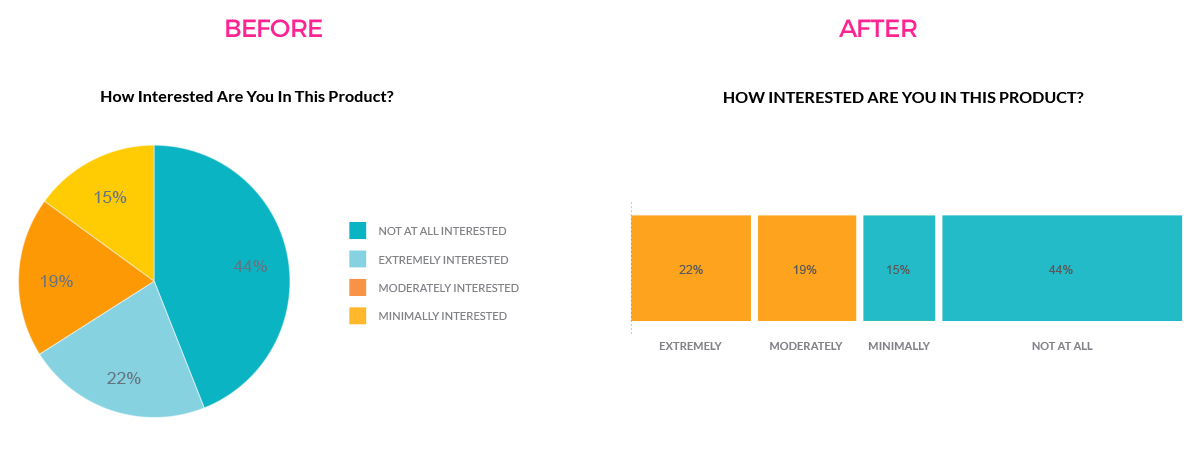 BEFORE
How Interested Are You In This Product?
15%
44%
19%
22%
NOT AT ALL INTERESTED
EXTREMELY INTERESTED
MODERATELY INTERESTED
MINIMALLY INTERESTED
AFTER
HOW INTERESTED ARE YOU IN THIS PRODUCT?
22% 19% 15% 44%
EXTREMELY MODERATELY MINIMALLY NOT AT ALL